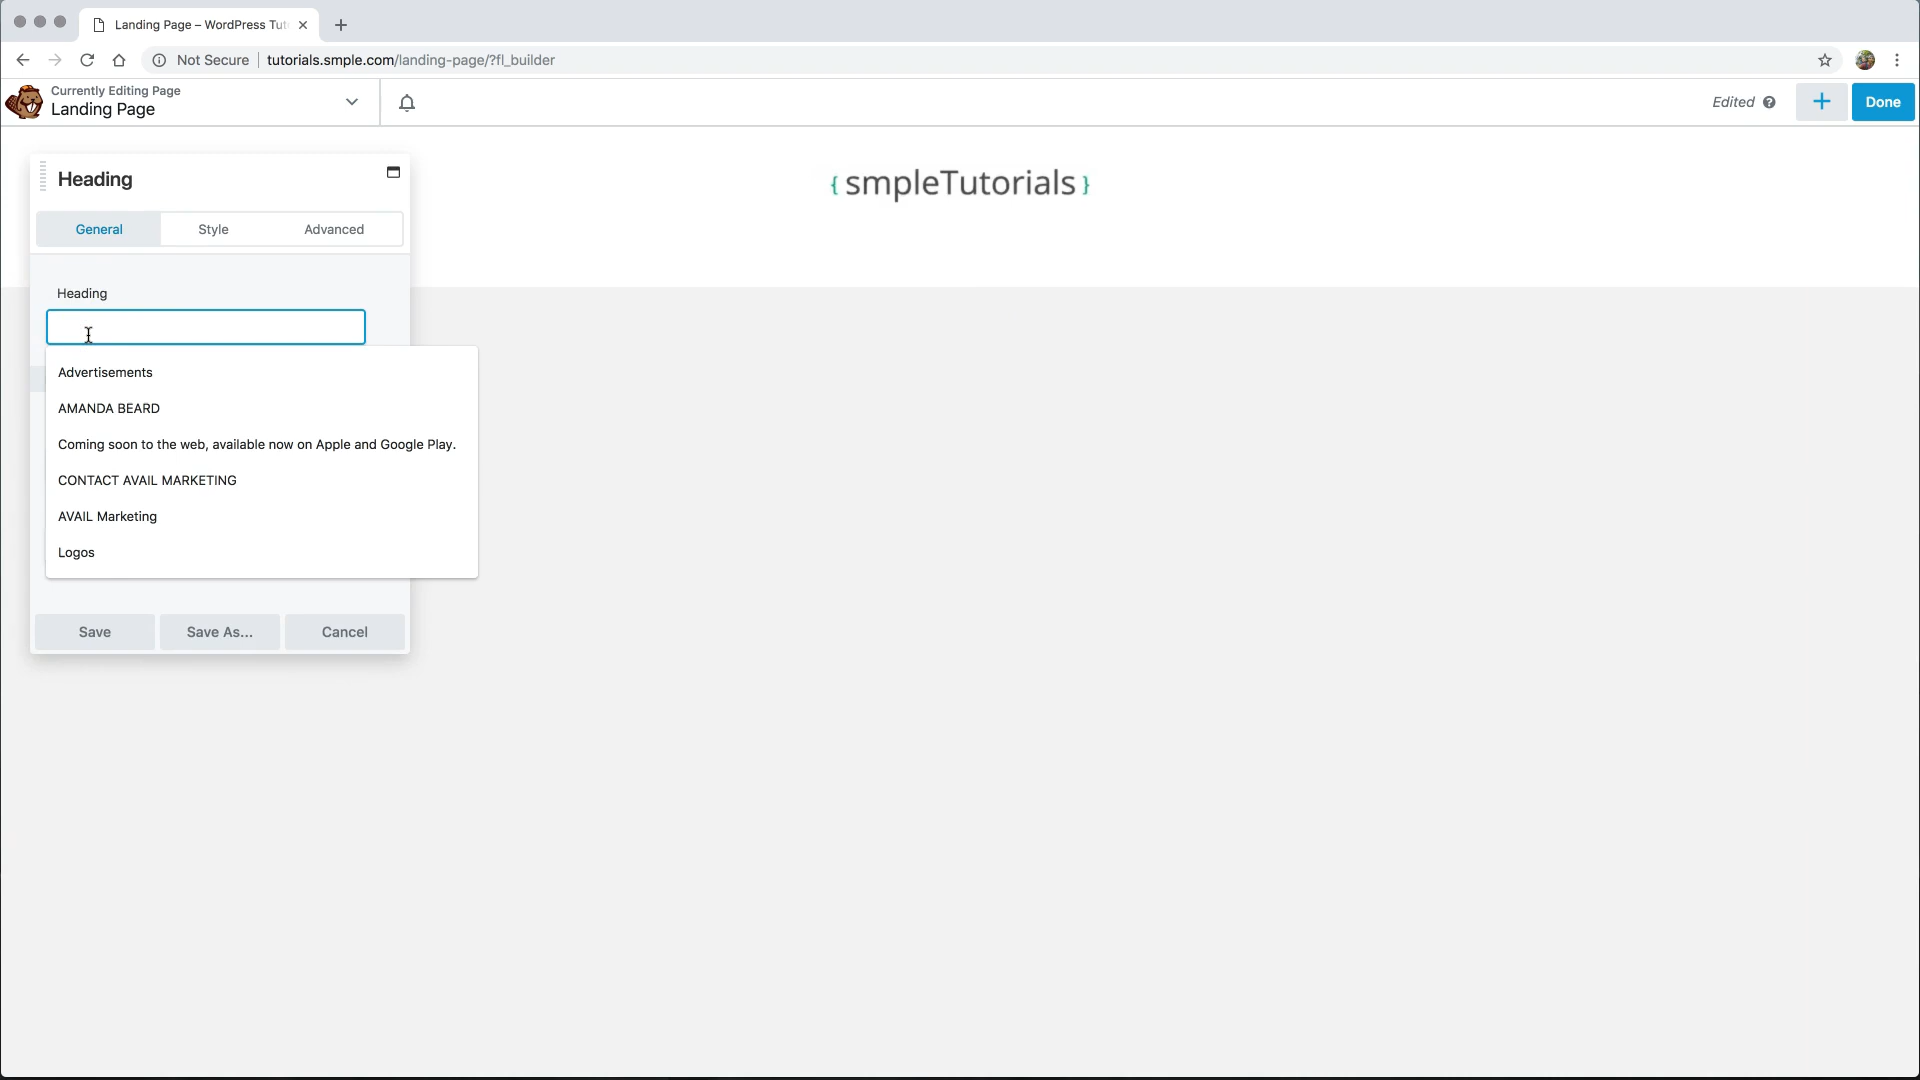 Landing Page – WordPress Tut
Not Secure
tutorials.smple.com/landing-page/?fl_builder
Currently Editing Page
Landing Page
Edited
Done
Heading
{ smpleTutorials }
General
Style
Advanced
Heading
Advertisements
AMANDA BEARD
Coming soon to the web, available now on Apple and Google Play.
CONTACT AVAIL MARKETING
AVAIL Marketing
Logos
Save
Save As...
Cancel